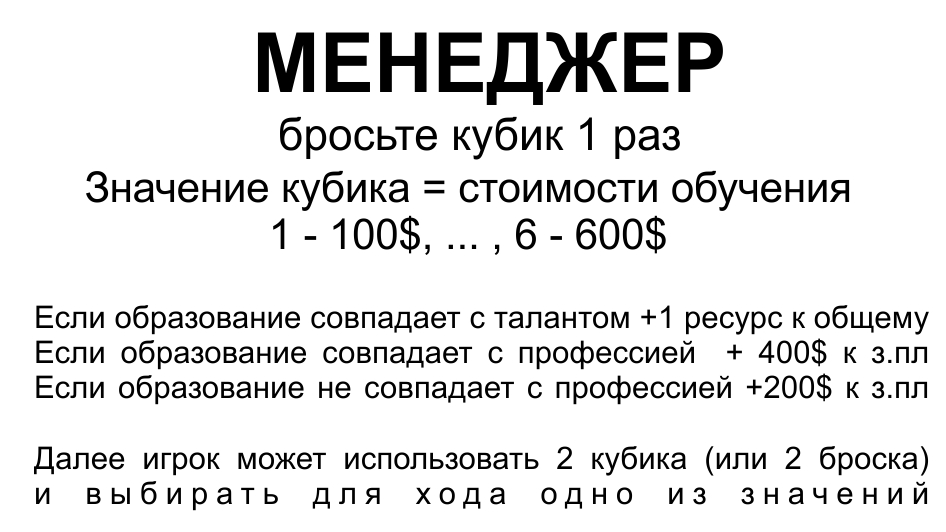 МЕНЕДЖЕР
бросьте кубик 1 раз
Значение кубика = стоимости обучения
1 - 100$, ... , 6 - 600$
Если образование совпадает с талантом +1 ресурс к общему
Если образование совпадает с профессией + 400$ к з.пл
Если образование не совпадает с профессией +200$ к з.пл
Далее игрок может использовать 2 кубика (или 2 броска)
и выбирать для хода одно из значений